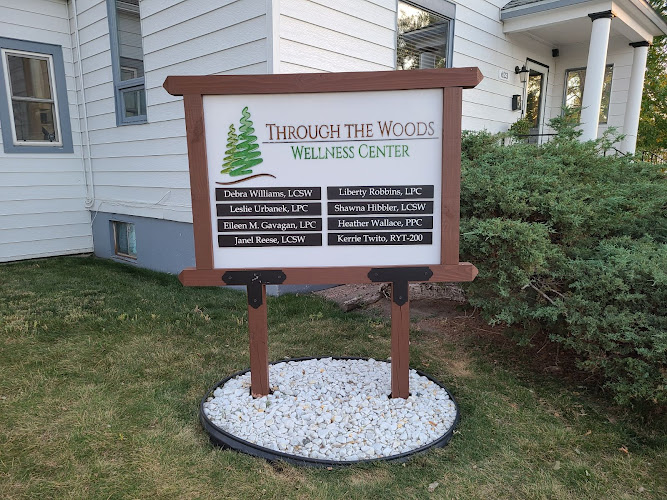 THROUGH THE WOODS
WELLNESS CENTER
Debra Williams, LCSW
Leslie Urbanek, LPC
Eileen M. Gavagan, LPC
Janel Reese, LCSW
Liberty Robbins, LPC
Shawna Hibbler, LCSW
Heather Wallace, PPC
Kerrie Twito, RYT-200